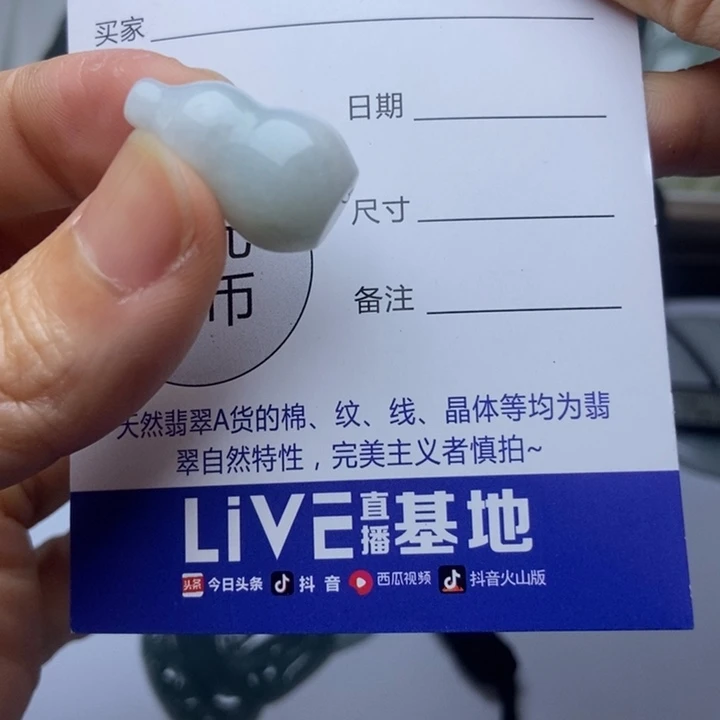 买家
日期
尺寸
备注
币
天然翡翠A货的棉、纹、线、晶体等均为翡
翠自然特性，完美主义者慎拍~
LiVE直播基地
头条 今日头条 抖音 西瓜视频 抖音火山版